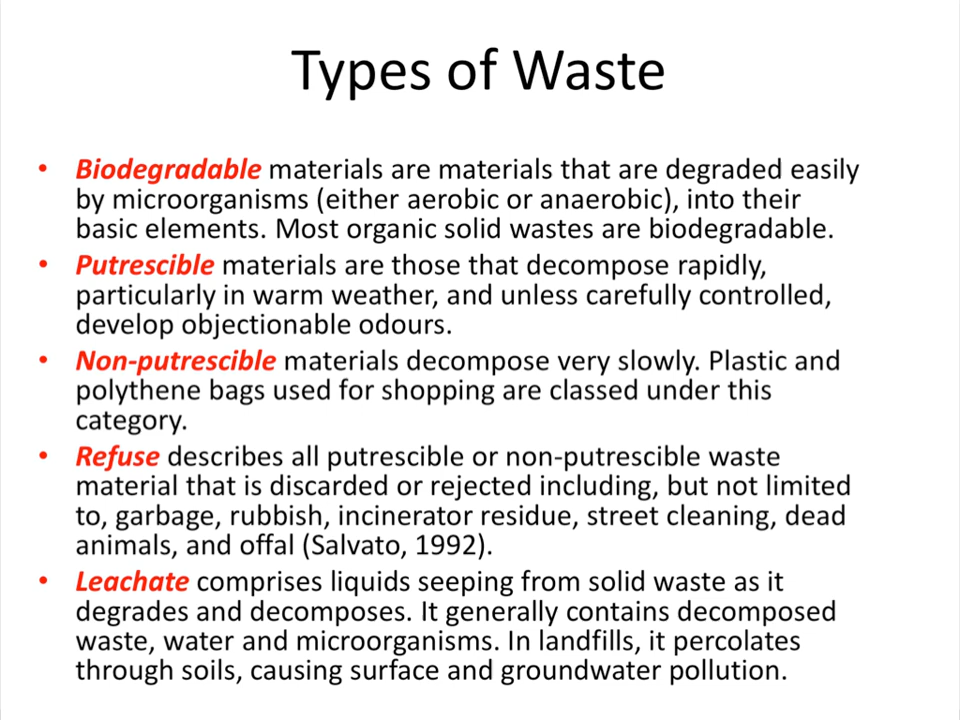 Types of Waste
• Biodegradable materials are materials that are degraded easily
by microorganisms (either aerobic or anaerobic), into their
basic elements. Most organic solid wastes are biodegradable.
• Putrescible materials are those that decompose rapidly,
particularly in warm weather, and unless carefully controlled,
develop objectionable odours.
• Non-putrescible materials decompose very slowly. Plastic and
polythene bags used for shopping are classed under this
category.
• Refuse describes all putrescible or non-putrescible waste
material that is discarded or rejected including, but not limited
to, garbage, rubbish, incinerator residue, street cleaning, dead
animals, and offal (Salvato, 1992).
• Leachate comprises liquids seeping from solid waste as it
degrades and decomposes. It generally contains decomposed
waste, water and microorganisms. In landfills, it percolates
through soils, causing surface and groundwater pollution.